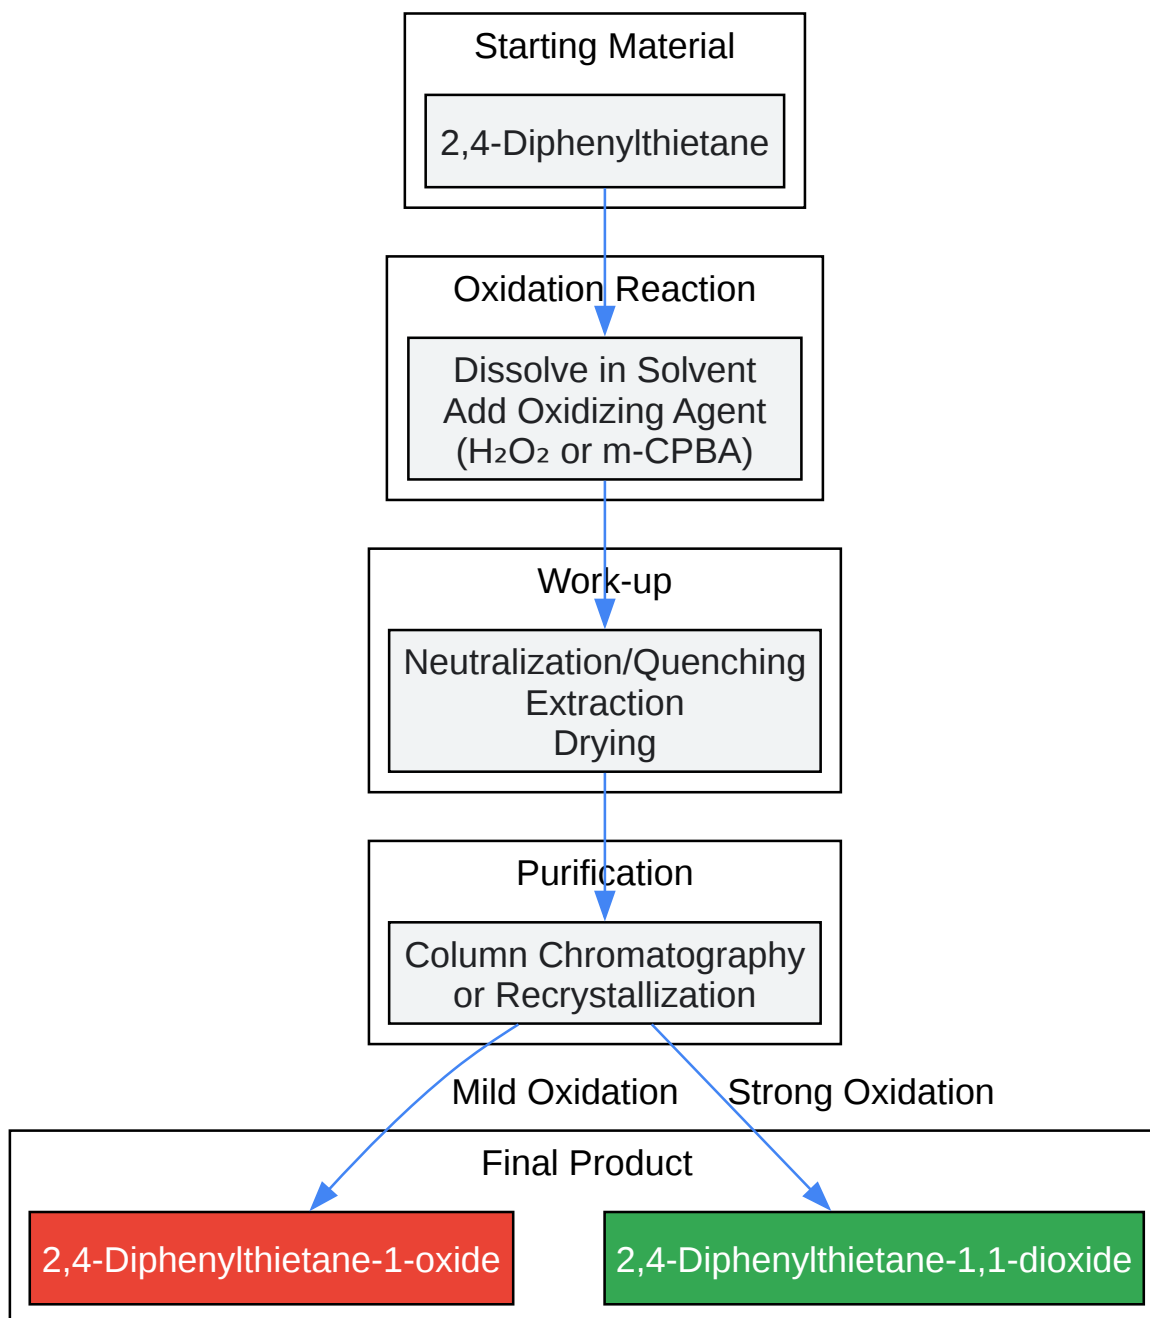 Starting Material
2,4-Diphenylthietane
Oxidation Reaction
Dissolve in Solvent
Add Oxidizing Agent
(H₂O₂ or m-CPBA)
Work-up
Neutralization/Quenching
Extraction
Drying
Purification
Column Chromatography
or Recrystallization
Mild Oxidation
Strong Oxidation
Final Product
2,4-Diphenylthietane-1-oxide
2,4-Diphenylthietane-1,1-dioxide